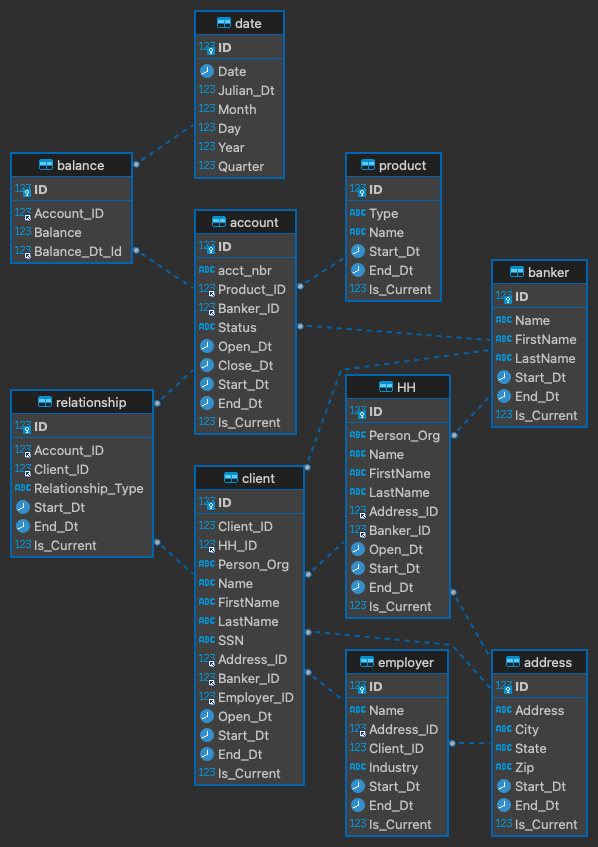 date
123 ID
Date
123 Julian_Dt
123 Month
123 Day
123 Year
123 Quarter
balance
123 ID
123 Account_ID
123 Balance
123 Balance_Dt_Id
product
123 ID
ABC Type
ABC Name
Start_Dt
End_Dt
123 Is_Current
account
123 ID
ABC acct_nbr
123 Product_ID
123 Banker_ID
ABC Status
Open_Dt
Close_Dt
Start_Dt
End_Dt
123 Is_Current
banker
123 ID
ABC Name
ABC FirstName
ABC LastName
Start_Dt
End_Dt
123 Is_Current
relationship
123 ID
123 Account_ID
123 Client_ID
ABC Relationship_Type
Start_Dt
End_Dt
123 Is_Current
HH
123 ID
ABC Person_Org
ABC Name
ABC FirstName
ABC LastName
123 Address_ID
123 Banker_ID
Open_Dt
Start_Dt
End_Dt
123 Is_Current
client
123 ID
123 Client_ID
123 HH_ID
ABC Person_Org
ABC Name
ABC FirstName
ABC LastName
ABC SSN
123 Address_ID
123 Banker_ID
123 Employer_ID
Open_Dt
Start_Dt
End_Dt
123 Is_Current
employer
123 ID
ABC Name
123 Address_ID
123 Client_ID
ABC Industry
Start_Dt
End_Dt
123 Is_Current
address
123 ID
ABC Address
ABC City
ABC State
ABC Zip
Start_Dt
End_Dt
123 Is_Current